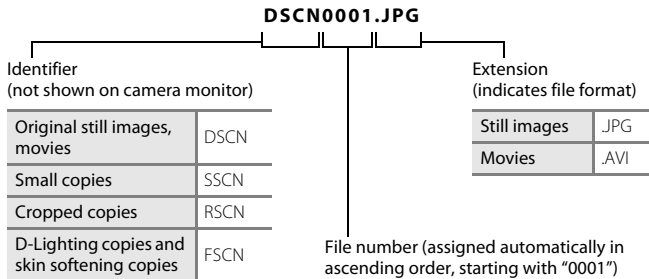 DSCN0001.JPG
Identifier
(not shown on camera monitor)
Original still images,
movies
DSCN
Small copies
SSCN
Cropped copies
RSCN
D-Lighting copies and
skin softening copies
FSCN
Extension
(indicates file format)
Still images
.JPG
Movies
.AVI
File number (assigned automatically in
ascending order, starting with “0001”)